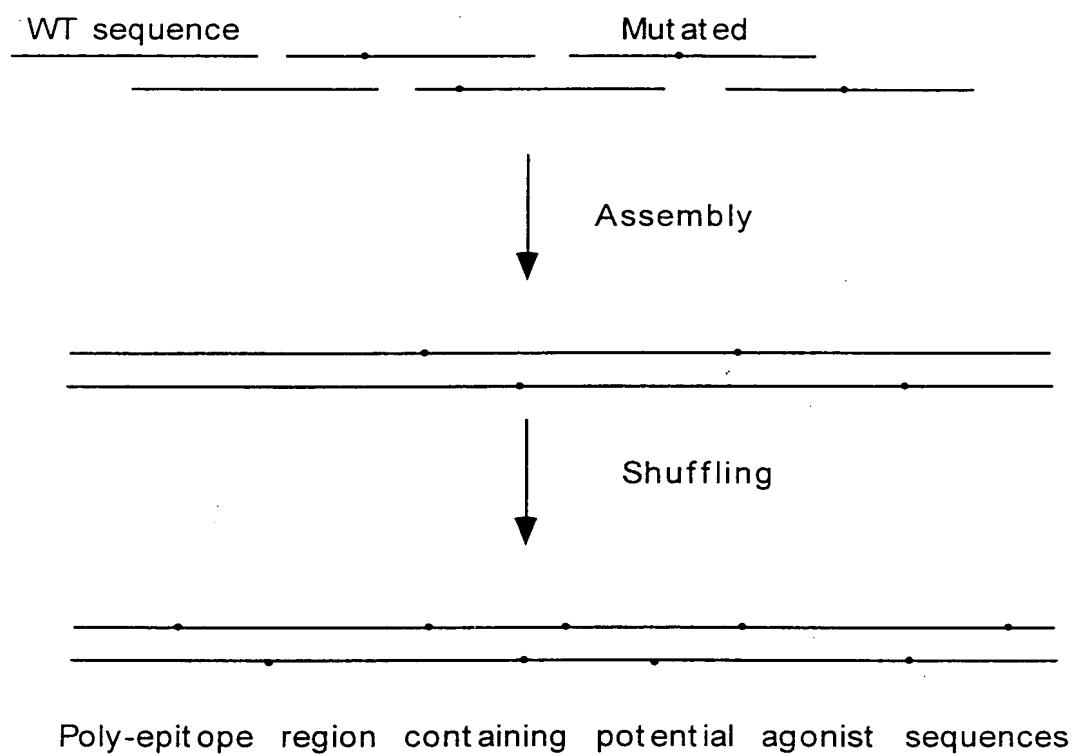 WT sequence
Mutated
Assembly
Shuffling
Poly-epitope region containing potential agonist sequences